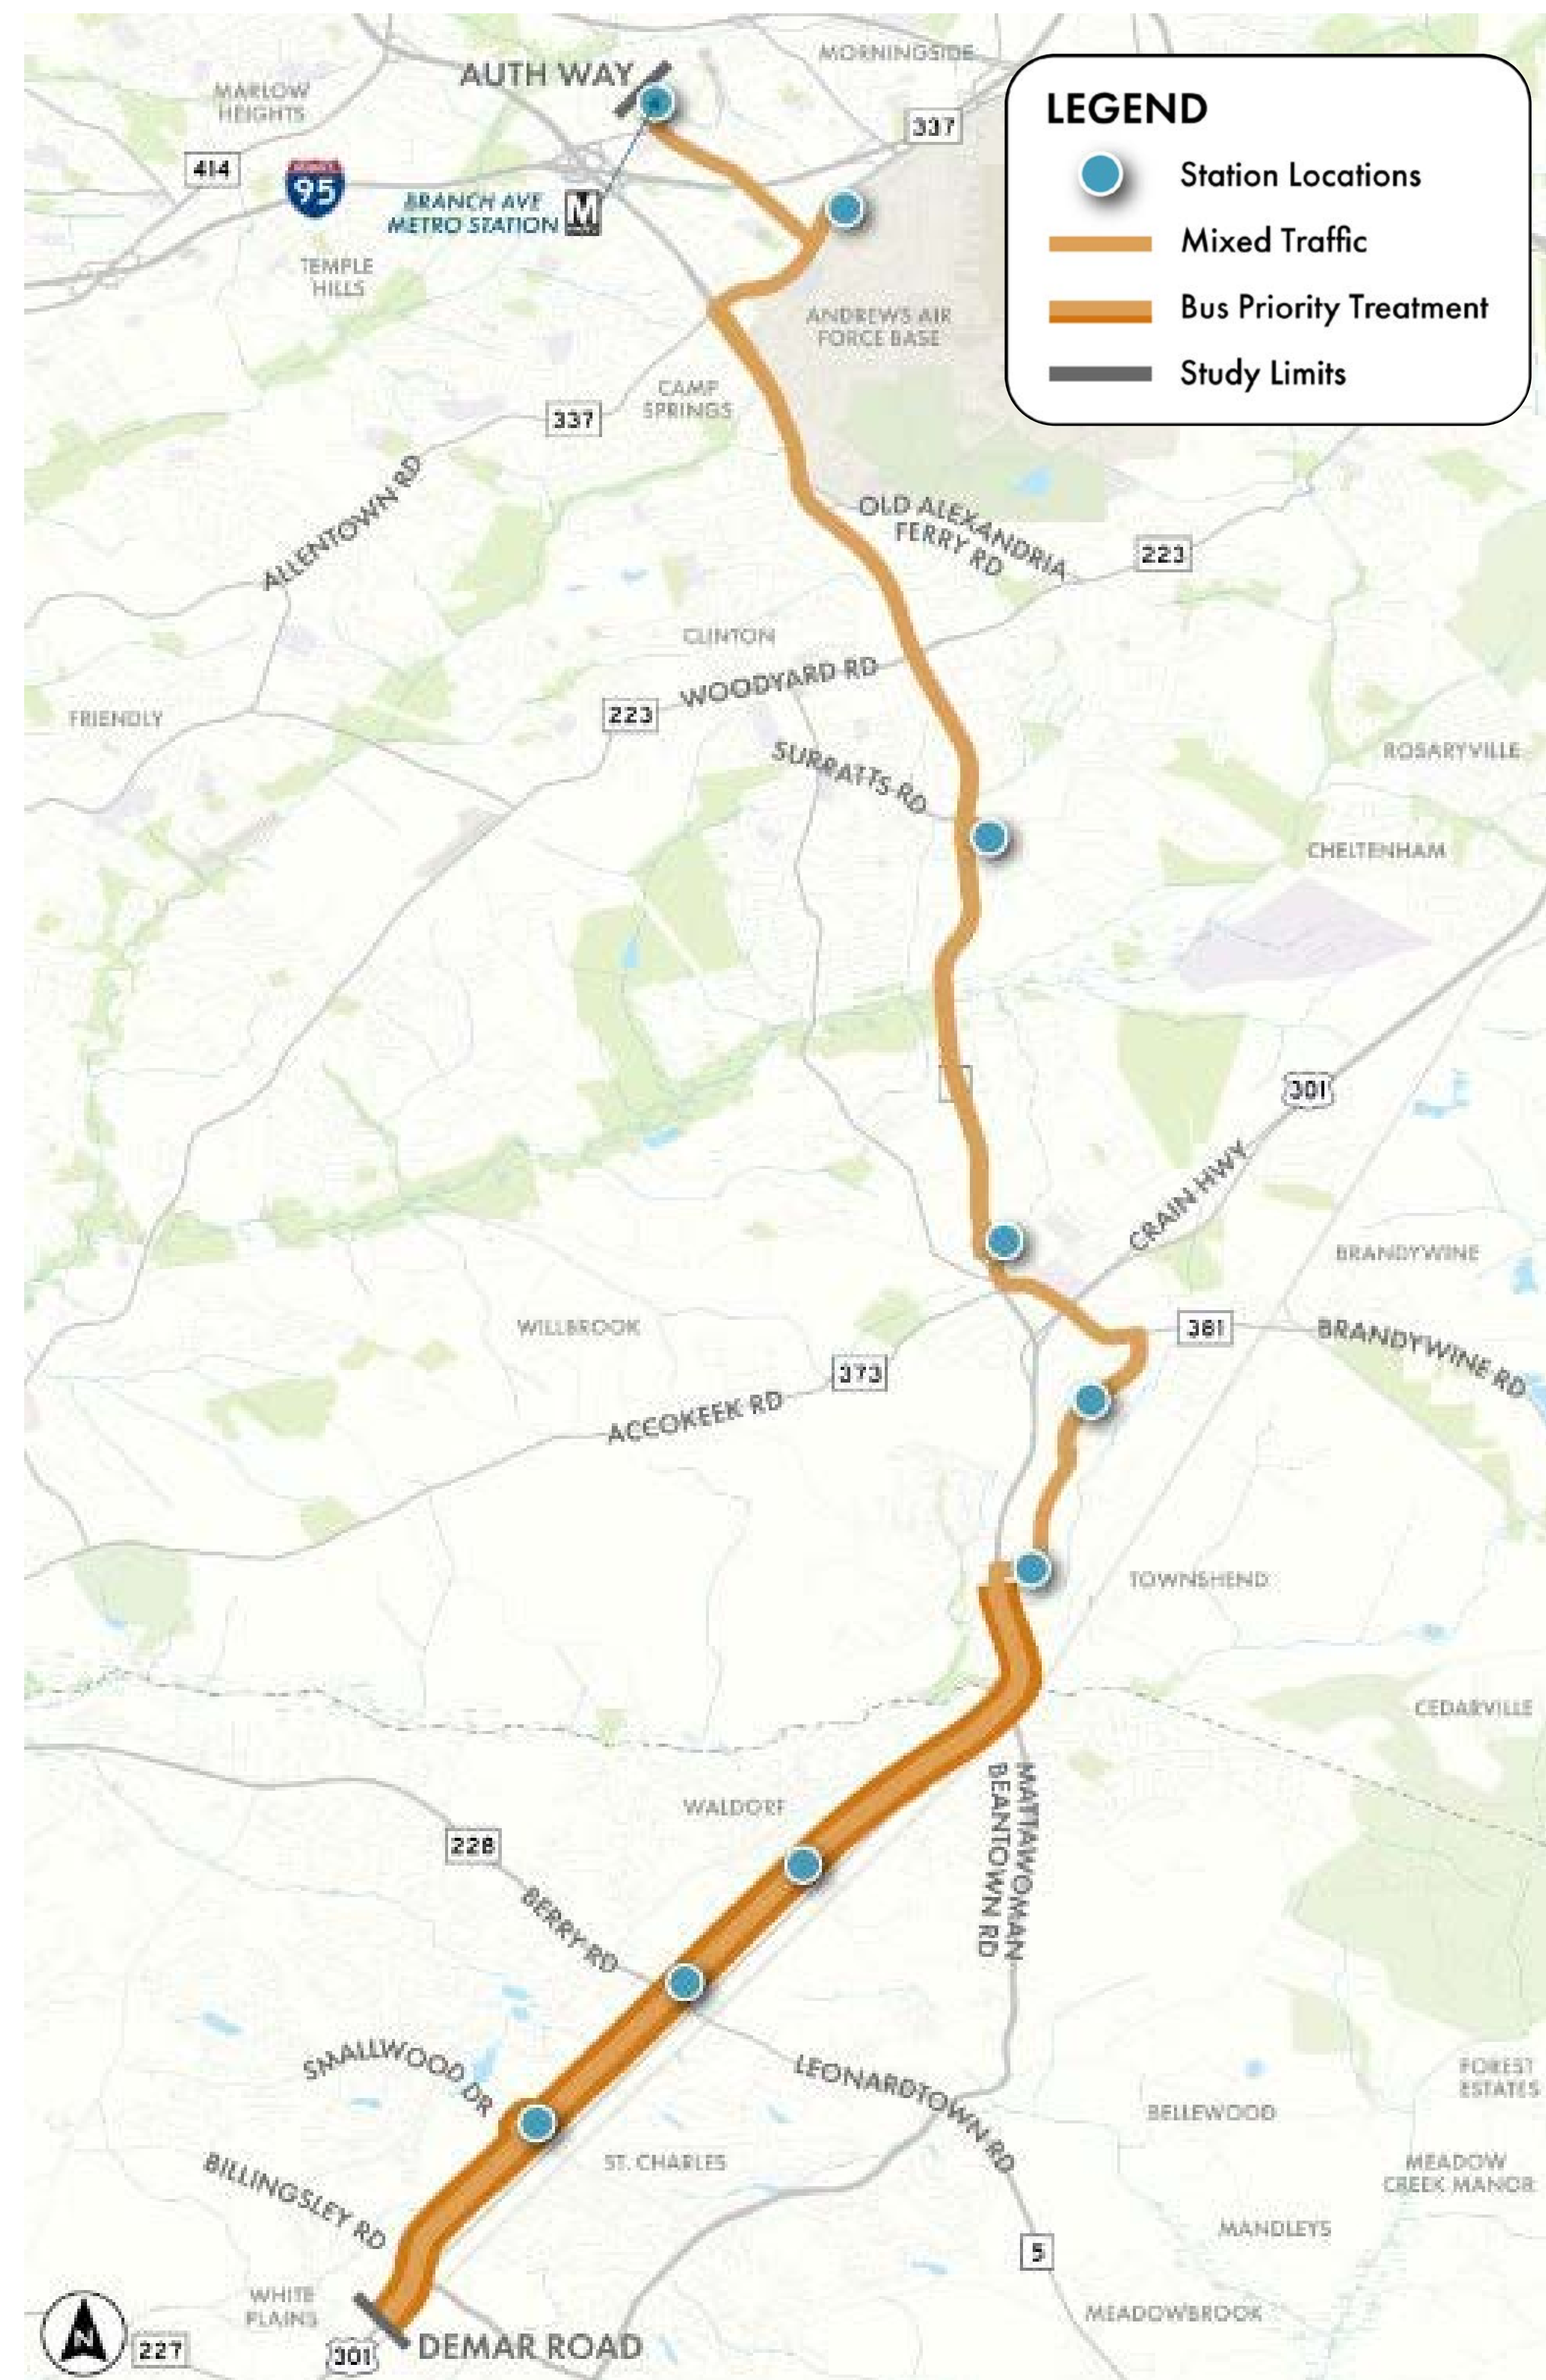 MORNINGSIDE
AUTH WAY
MARLOW
HEIGHTS
337
414
95
BRANCH AVE
METRO STATION
M
TEMPLE
HILLS
LEGEND
Station Locations
Mixed Traffic
Bus Priority Treatment
Study Limits
ANDREWS AIR
FORCE BASE
CAMP
SPRINGS
337
ALLENTOWN RD
OLD ALEXANDRIA
FERRY RD
223
CLINTON
WOODYARD RD
223
FRIENDLY
SURRATTS RD
ROSARYVILLE
CHELTENHAM
301
CRAIN HWY
BRANDYWINE
WILLBROOK
381
BRANDYWINE RD
373
ACCOKEEK RD
TOWNSHEND
CEDARVILLE
MATTAWOMAN
BEANTOWN RD
WALDORF
228
BERRY RD
SMALLWOOD DR
LEONARDTOWN RD
FOREST
ESTATES
BELLEWOOD
ST. CHARLES
BILLINGSLEY RD
MEADOW
CREEK MANOR
MANDLEYS
5
WHITE
PLAINS
MEADOWBROOK
N
227
301
DEMAR ROAD